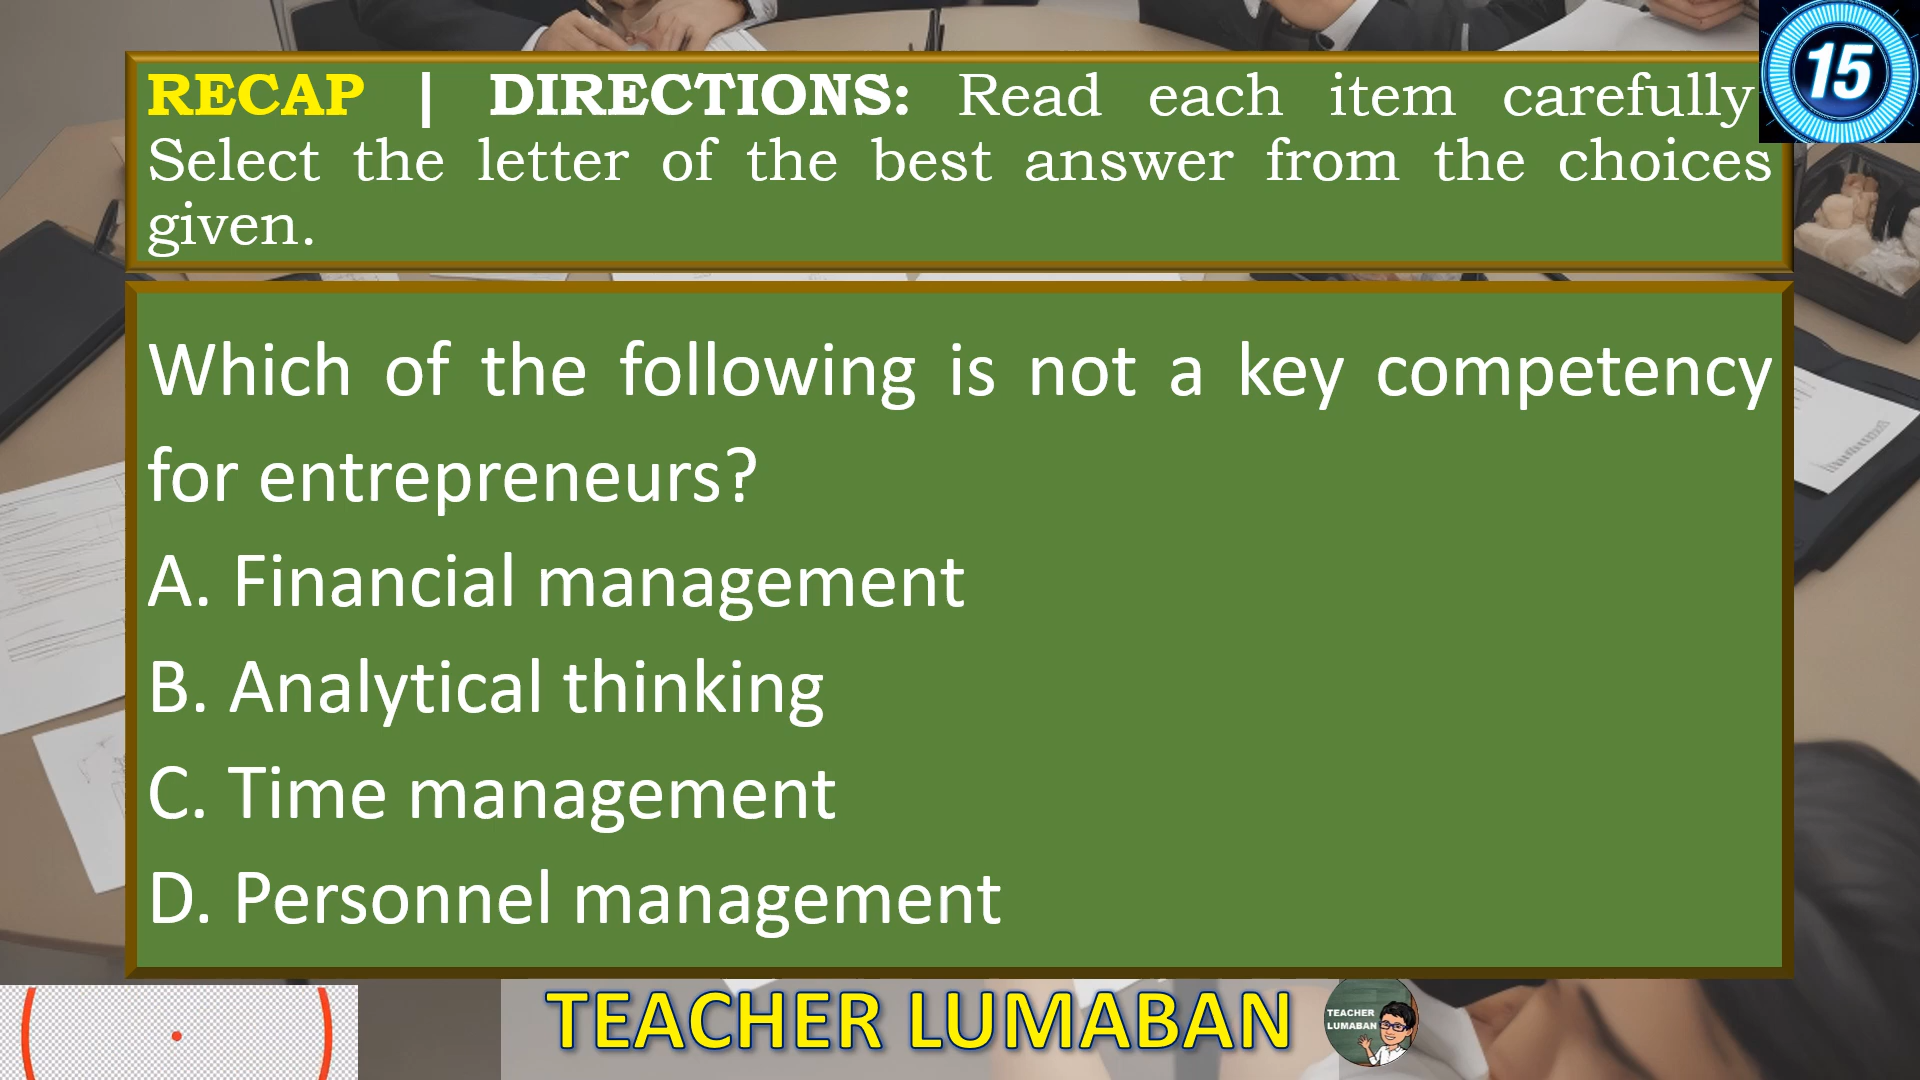 RECAP | DIRECTIONS: Read each item carefully
Select the letter of the best answer from the choices
given.
15
Which of the following is not a key competency
for entrepreneurs?
A. Financial management
B. Analytical thinking
C. Time management
D. Personnel management
TEACHER LUMABAN
TEACHER
LUMABAN